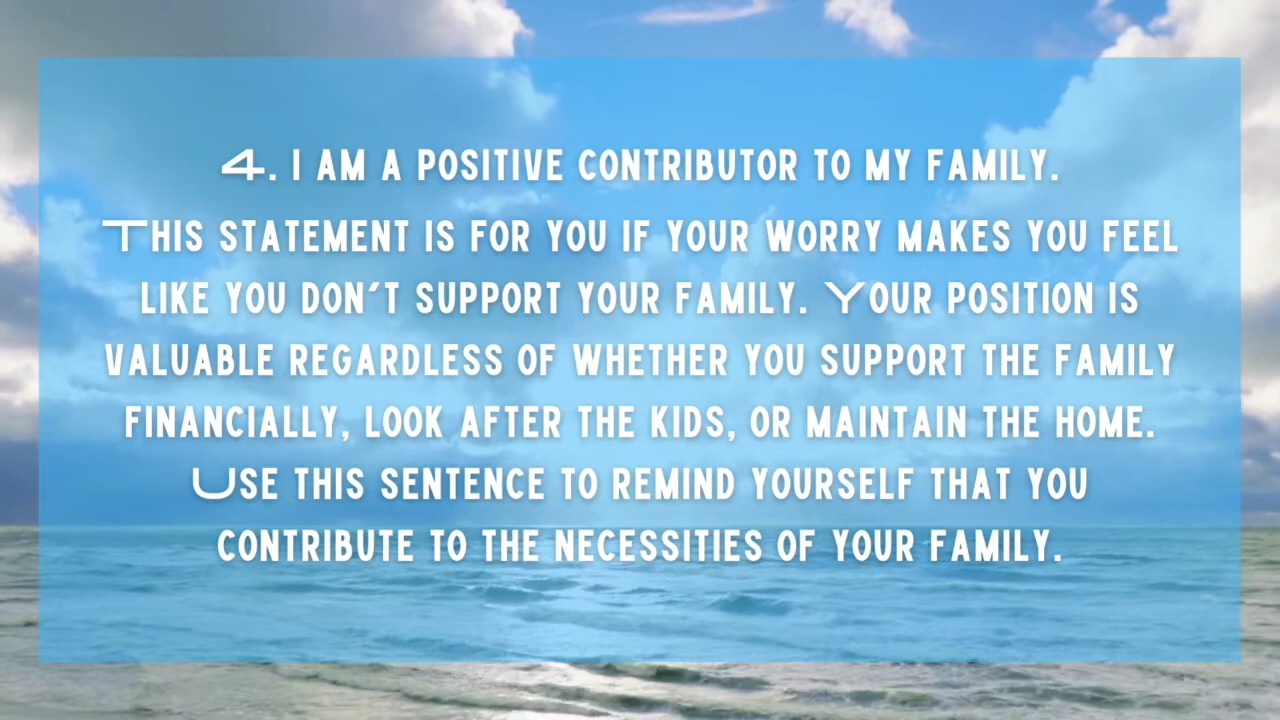 4. I AM A POSITIVE CONTRIBUTOR TO MY FAMILY.
THIS STATEMENT IS FOR YOU IF YOUR WORRY MAKES YOU FEEL
LIKE YOU DON'T SUPPORT YOUR FAMILY. YOUR POSITION IS
VALUABLE REGARDLESS OF WHETHER YOU SUPPORT THE FAMILY
FINANCIALLY, LOOK AFTER THE KIDS, OR MAINTAIN THE HOME.
USE THIS SENTENCE TO REMIND YOURSELF THAT YOU
CONTRIBUTE TO THE NECESSITIES OF YOUR FAMILY.